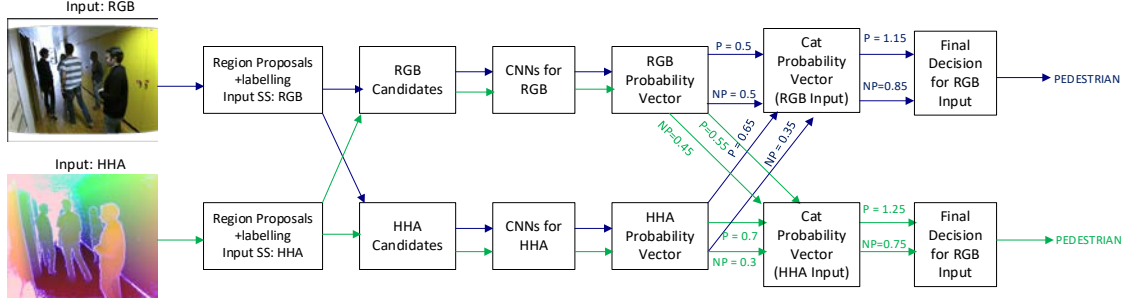 Input: RGB
Region Proposals
+labelling
Input SS: RGB
RGB
Candidates
CNNs for
RGB
RGB
Probability
Vector
P = 0.5
NP = 0.5
Cat
Probability
Vector
(RGB Input)
P = 1.15
NP=0.85
Final
Decision
for RGB
Input
PEDESTRIAN
NP=0.45
P=0.55
P = 0.65
NP = 0.35
Input: HHA
Region Proposals
+labelling
Input SS: HHA
HHA
Candidates
CNNs for
HHA
HHA
Probability
Vector
P = 0.7
NP = 0.3
Cat
Probability
Vector
(HHA Input)
P = 1.25
NP=0.75
Final
Decision
for RGB
Input
PEDESTRIAN